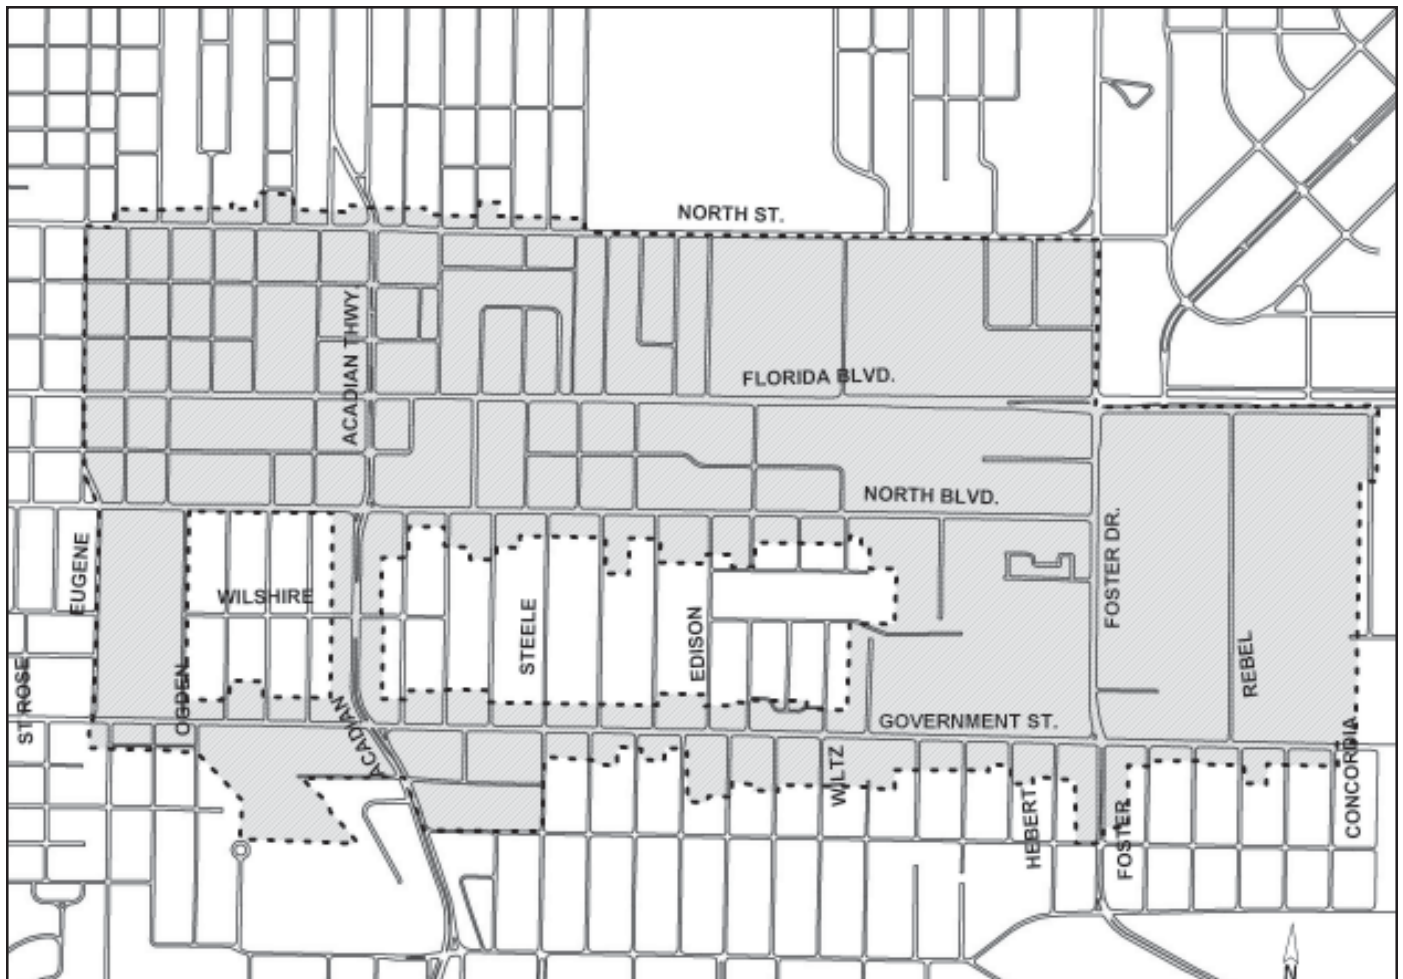 NORTH ST.
ACADIAN THWY.
FLORIDA BLVD.
NORTH BLVD.
FOSTER DR.
EUGENE
WILSHIRE
STEELE
EDISON
REBEL
ST ROSE
OGDEN
ACADIAN
GOVERNMENT ST.
WILTZ
HEBERT
FOSTER
CONCORDIA
N